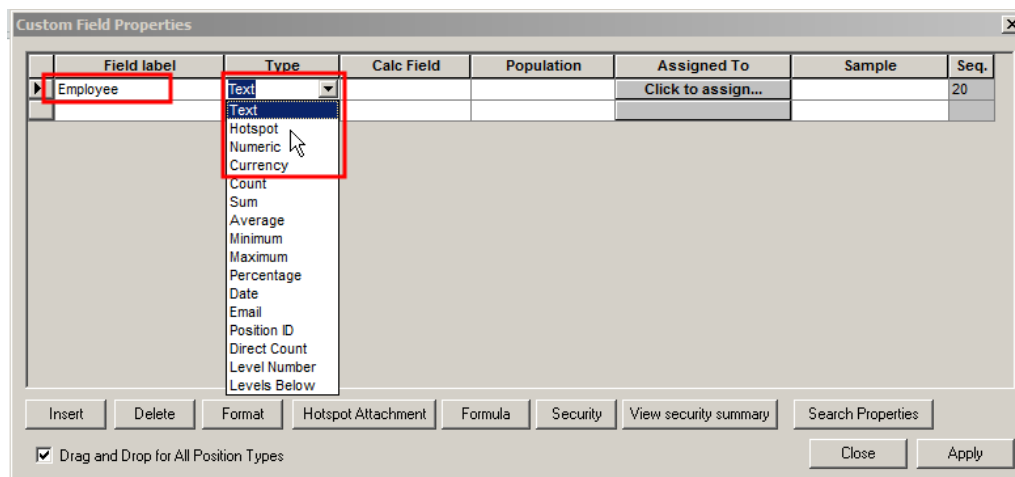 Custom Field Properties
Field label Type Calc Field Population Assigned To Sample Seq.
Employee Text Click to assign... 20
Text
Hotspot
Numeric
Currency
Count
Sum
Average
Minimum
Maximum
Percentage
Date
Email
Position ID
Direct Count
Level Number
Levels Below
Insert Delete Format Hotspot Attachment Formula Security View security summary Search Properties
Drag and Drop for All Position Types Close Apply